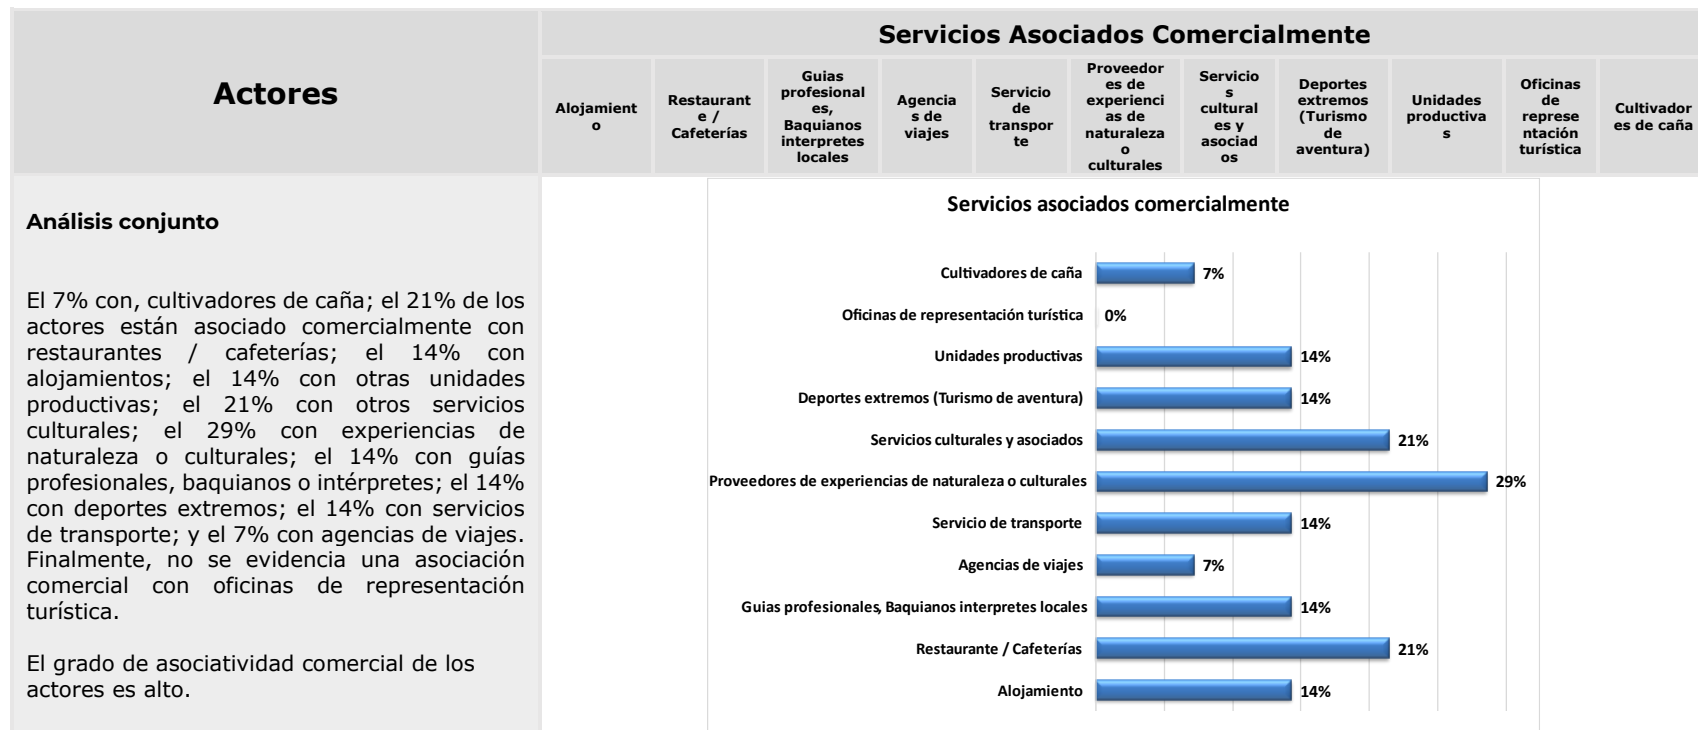 Servicios Asociados Comercialmente
Actores
Alojamient
o
Restaurant
e /
Cafeterías
Guias
profesional
es,
Baquianos
interpretes
locales
Agencia
s de
viajes
Servicio
de
transpor
te
Proveedor
es de
experienci
as de
naturaleza
o
culturales
Servicio
s
cultural
es y
asociad
os
Deportes
extremos
(Turismo
de
aventura)
Unidades
productiva
s
Oficinas
de
represe
ntación
turística
Cultivador
es de caña
Análisis conjunto
El 7% con, cultivadores de caña; el 21% de los
actores están asociado comercialmente con
restaurantes / cafeterías; el 14% con
alojamientos; el 14% con otras unidades
productivas; el 21% con otros servicios
culturales; el 29% con experiencias de
naturaleza o culturales; el 14% con guías
profesionales, baquianos o intérpretes; el 14%
con deportes extremos; el 14% con servicios
de transporte; y el 7% con agencias de viajes.
Finalmente, no se evidencia una asociación
comercial con oficinas de representación
turística.
El grado de asociatividad comercial de los
actores es alto.
Servicios asociados comercialmente
Cultivadores de caña 7%
Oficinas de representación turística 0%
Unidades productivas 14%
Deportes extremos (Turismo de aventura) 14%
Servicios culturales y asociados 21%
Proveedores de experiencias de naturaleza o culturales 29%
Servicio de transporte 14%
Agencias de viajes 7%
Guias profesionales, Baquianos interpretes locales 14%
Restaurante / Cafeterías 21%
Alojamiento 14%